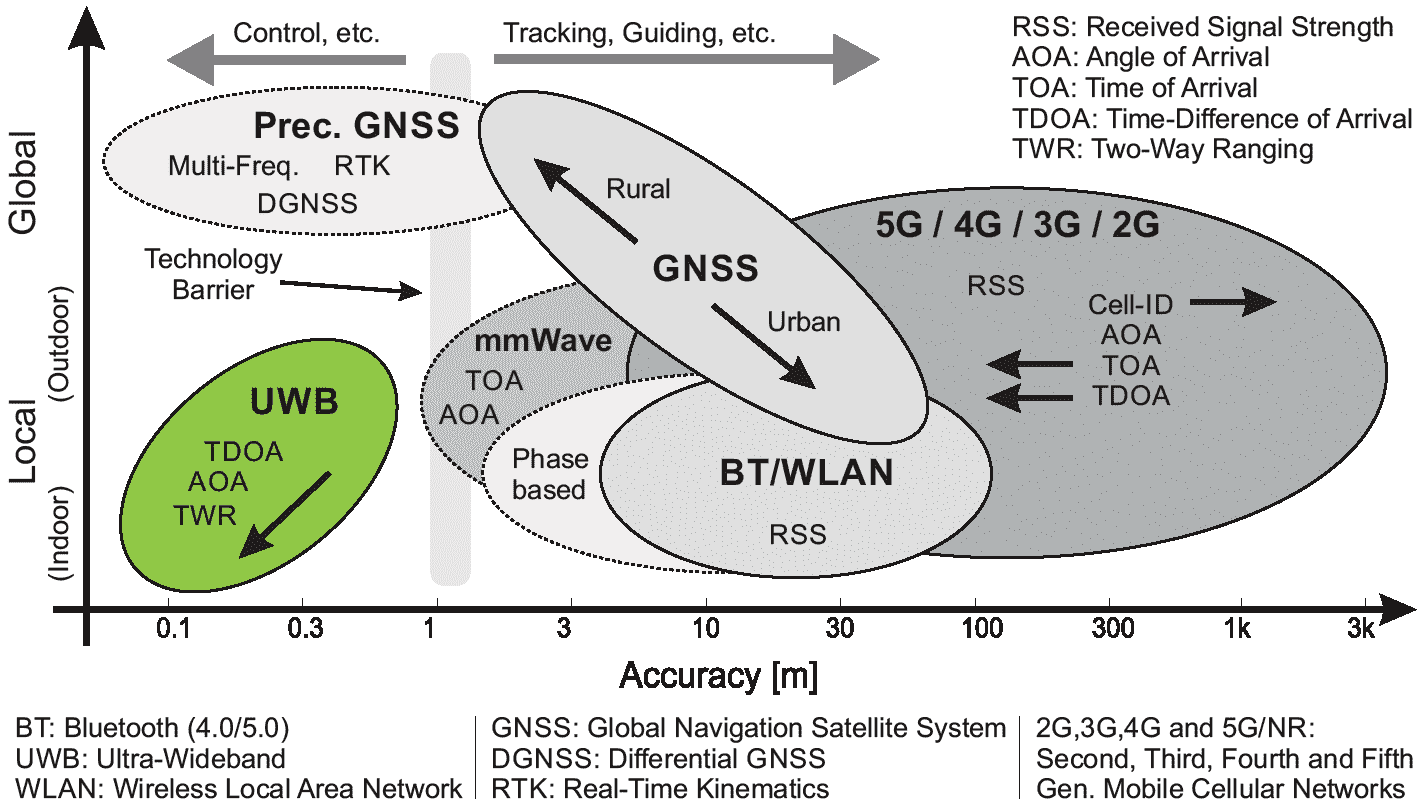 Control, etc.
Tracking, Guiding, etc.
RSS: Received Signal Strength
AOA: Angle of Arrival
TOA: Time of Arrival
TDOA: Time-Difference of Arrival
TWR: Two-Way Ranging
Global
Local
(Outdoor)
(Indoor)
Prec. GNSS
Multi-Freq. RTK
DGNSS
Technology
Barrier
Rural
GNSS
Urban
5G / 4G / 3G / 2G
RSS
Cell-ID
AOA
TOA
TDOA
mmWave
TOA
AOA
UWB
TDOA
AOA
TWR
Phase
based
BT/WLAN
RSS
0.1 0.3 1 3 10 30 100 300 1k 3k
Accuracy [m]
BT: Bluetooth (4.0/5.0)
UWB: Ultra-Wideband
WLAN: Wireless Local Area Network
GNSS: Global Navigation Satellite System
DGNSS: Differential GNSS
RTK: Real-Time Kinematics
2G,3G,4G and 5G/NR:
Second, Third, Fourth and Fifth
Gen. Mobile Cellular Networks